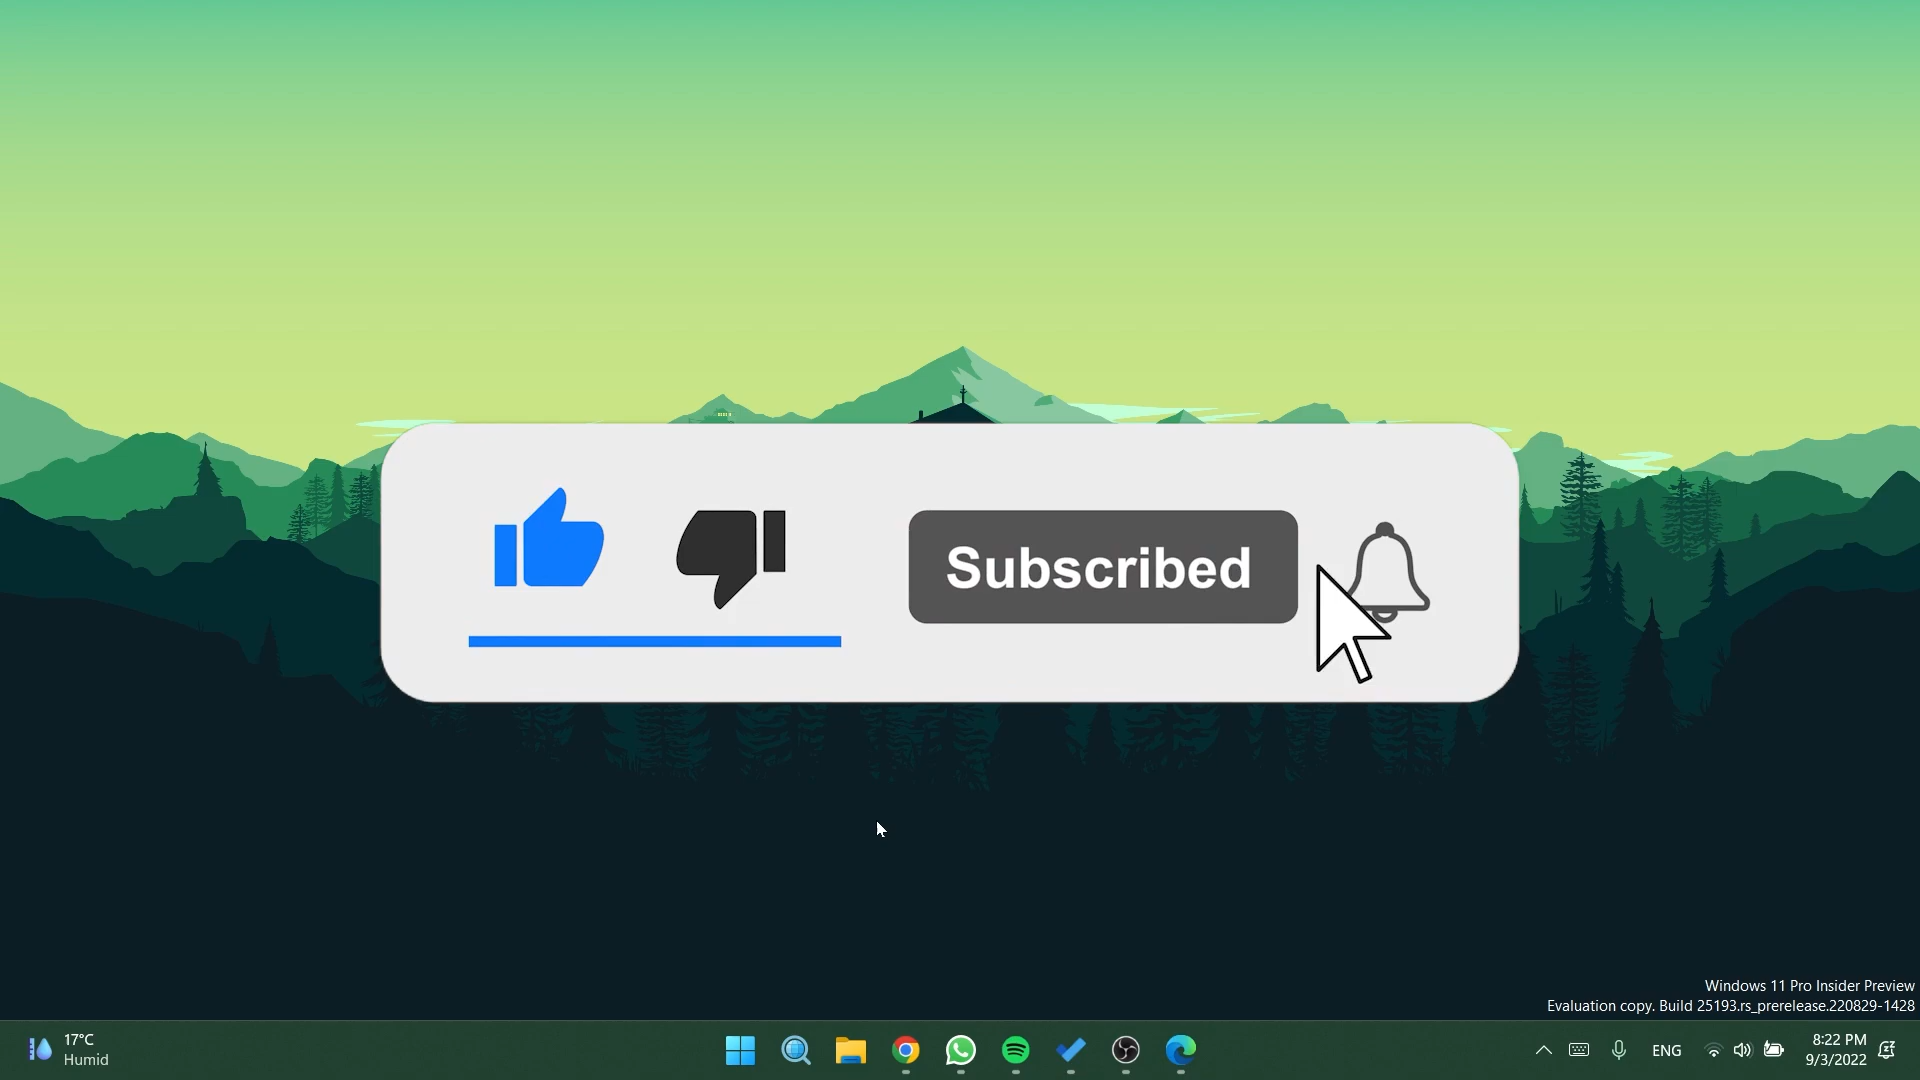 Subscribed
Windows 11 Pro Insider Preview
Evaluation copy. Build 25193.rs_prerelease.220829-1428
17°C
Humid
ENG
8:22 PM
9/3/2022